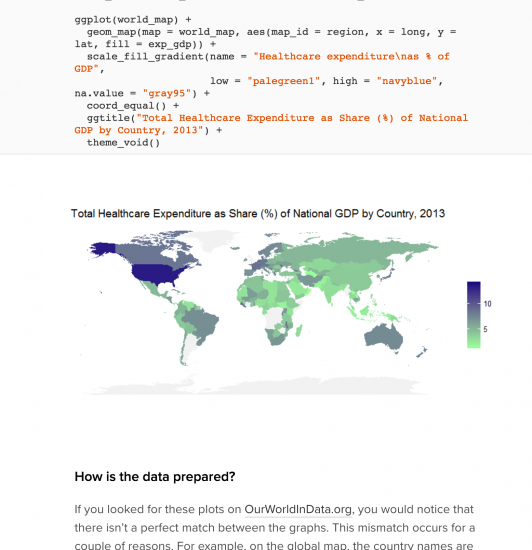 ggplot(world_map) +
geom_map(map = world_map, aes(map_id = region, x = long, y =
lat, fill = exp_gdp)) +
scale_fill_gradient(name = "Healthcare expenditure\nas % of
GDP",
low = "palegreen1", high = "navyblue",
na.value = "gray95") +
coord_equal() +
ggtitle("Total Healthcare Expenditure as Share (%) of National
GDP by Country, 2013") +
theme_void()
Total Healthcare Expenditure as Share (%) of National GDP by Country, 2013
10
5
How is the data prepared?
If you looked for these plots on OurWorldInData.org, you would notice that
there isn't a perfect match between the graphs. This mismatch occurs for a
couple of reasons. For example, on the global map, the country names are